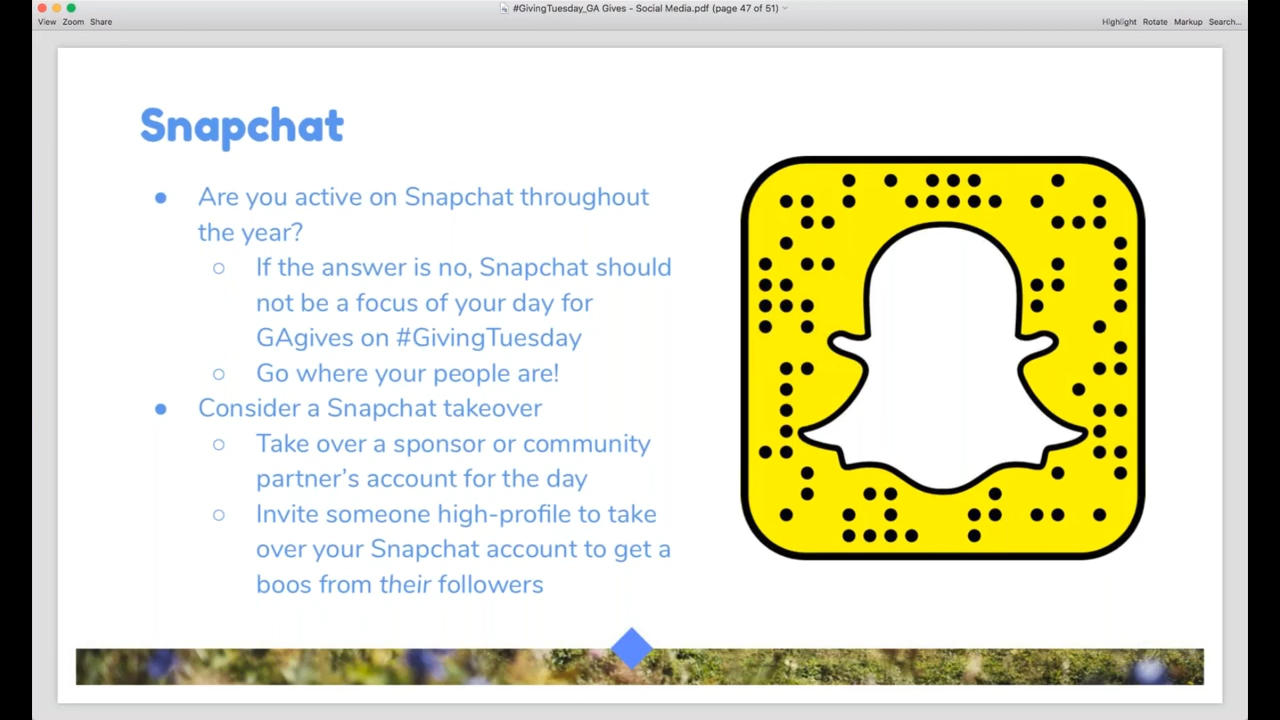 #GivingTuesday_GA Gives - Social Media.pdf (page 47 of 51)
View Zoom Share
Highlight Rotate Markup Search...
Snapchat
● Are you active on Snapchat throughout
the year?
○ If the answer is no, Snapchat should
not be a focus of your day for
GAgives on #GivingTuesday
○ Go where your people are!
● Consider a Snapchat takeover
○ Take over a sponsor or community
partner’s account for the day
○ Invite someone high-profile to take
over your Snapchat account to get a
boos from their followers